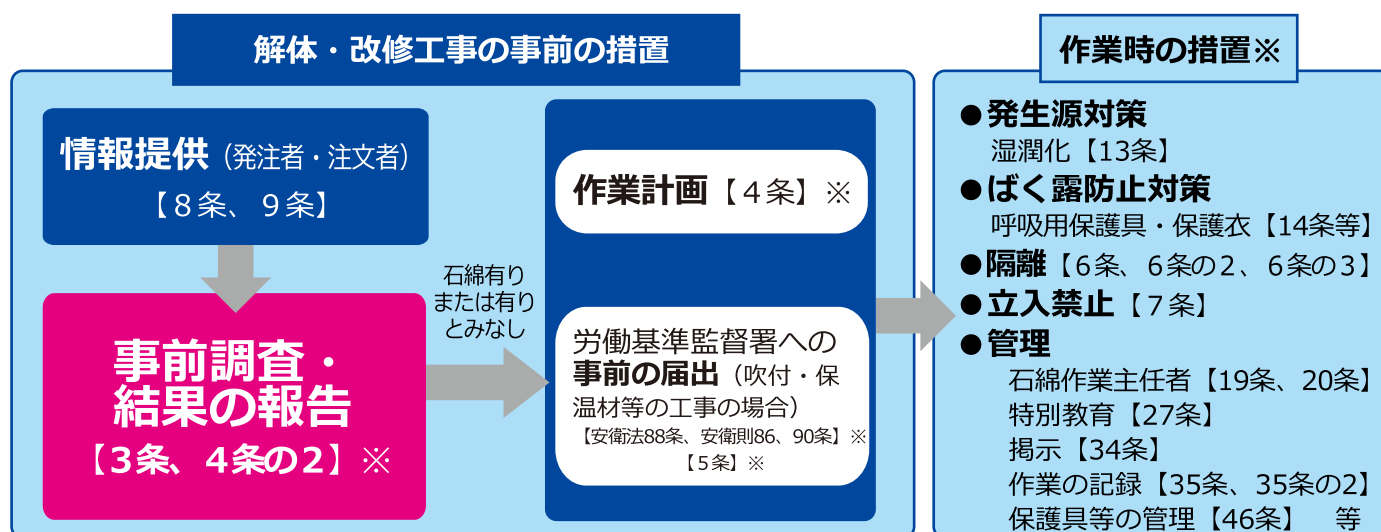 解体・改修工事の事前の措置
情報提供（発注者・注文者）
【８条、９条】
事前調査・
結果の報告
【３条、４条の２】※
石綿有り
または有り
とみなし
作業計画【４条】※
労働基準監督署への
事前の届出（吹付・保
温材等の工事の場合）
【安衛法88条、安衛則86、90条】※
【５条】※
作業時の措置※
●発生源対策
湿潤化【13条】
●ばく露防止対策
呼吸用保護具・保護衣【14条等】
●隔離【６条、６条の２、６条の３】
●立入禁止【７条】
●管理
石綿作業主任者【19条、20条】
特別教育【27条】
掲示【34条】
作業の記録【35条、35条の2】
保護具等の管理【46条】　等